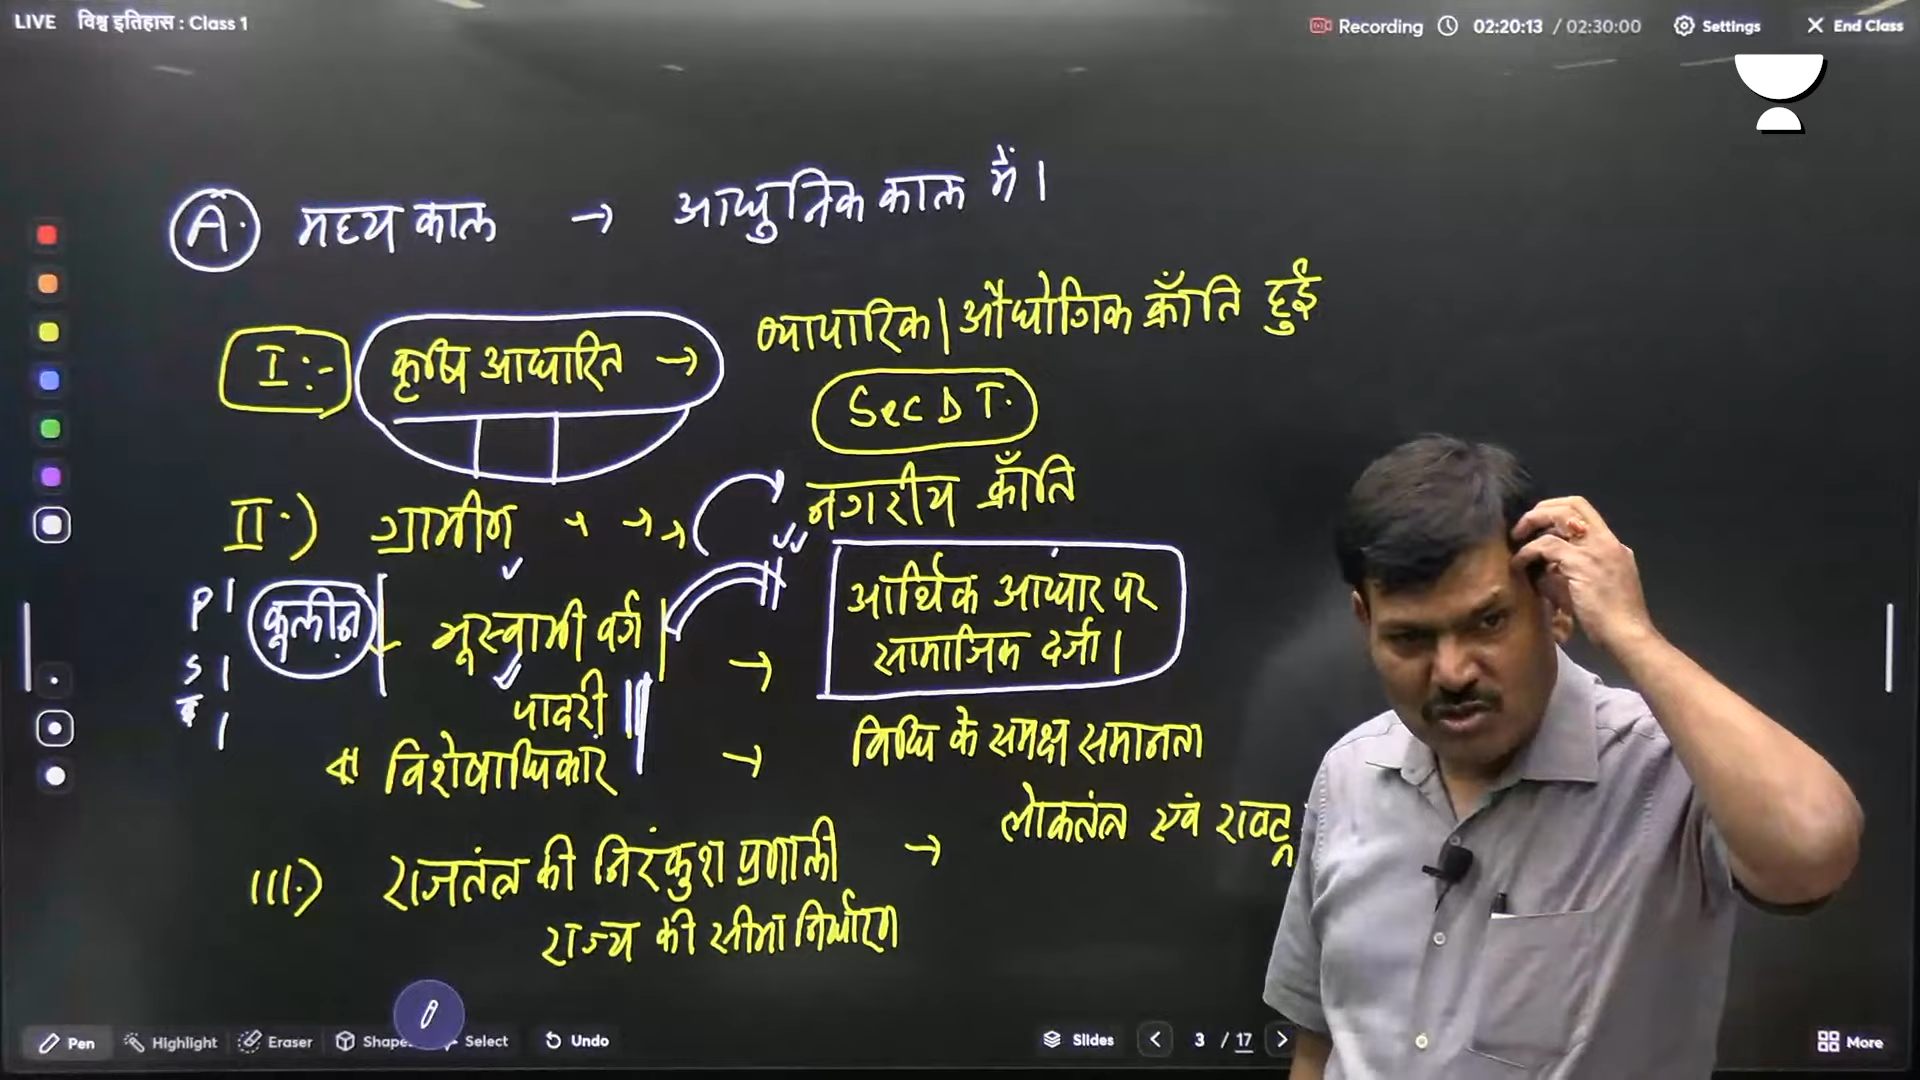 LIVE विश्व इतिहास : Class 1
Recording 02:20:13 / 02:30:00 Settings End Class
A. मध्य काल → आधुनिक काल में।
I :- कृषि आधारित → व्यापारिक | औद्योगिक क्राँति हुई
Sec D T.
II.) ग्रामीण → → → नगरीय क्राँति
P
S
कूलीन भूस्वामी वर्ग → आर्थिक आधार पर
सामाजिक दर्जा।
पादरी
विशेषाधिकार → विधि के समक्ष समानता
III.) राजतंत्र की निरंकुश प्रणाली → लोकतंत्र एवं राष्ट्र
राज्य की सीमा निर्धारण
Pen Highlight Eraser Shape Select Undo Slides 3 / 17 More